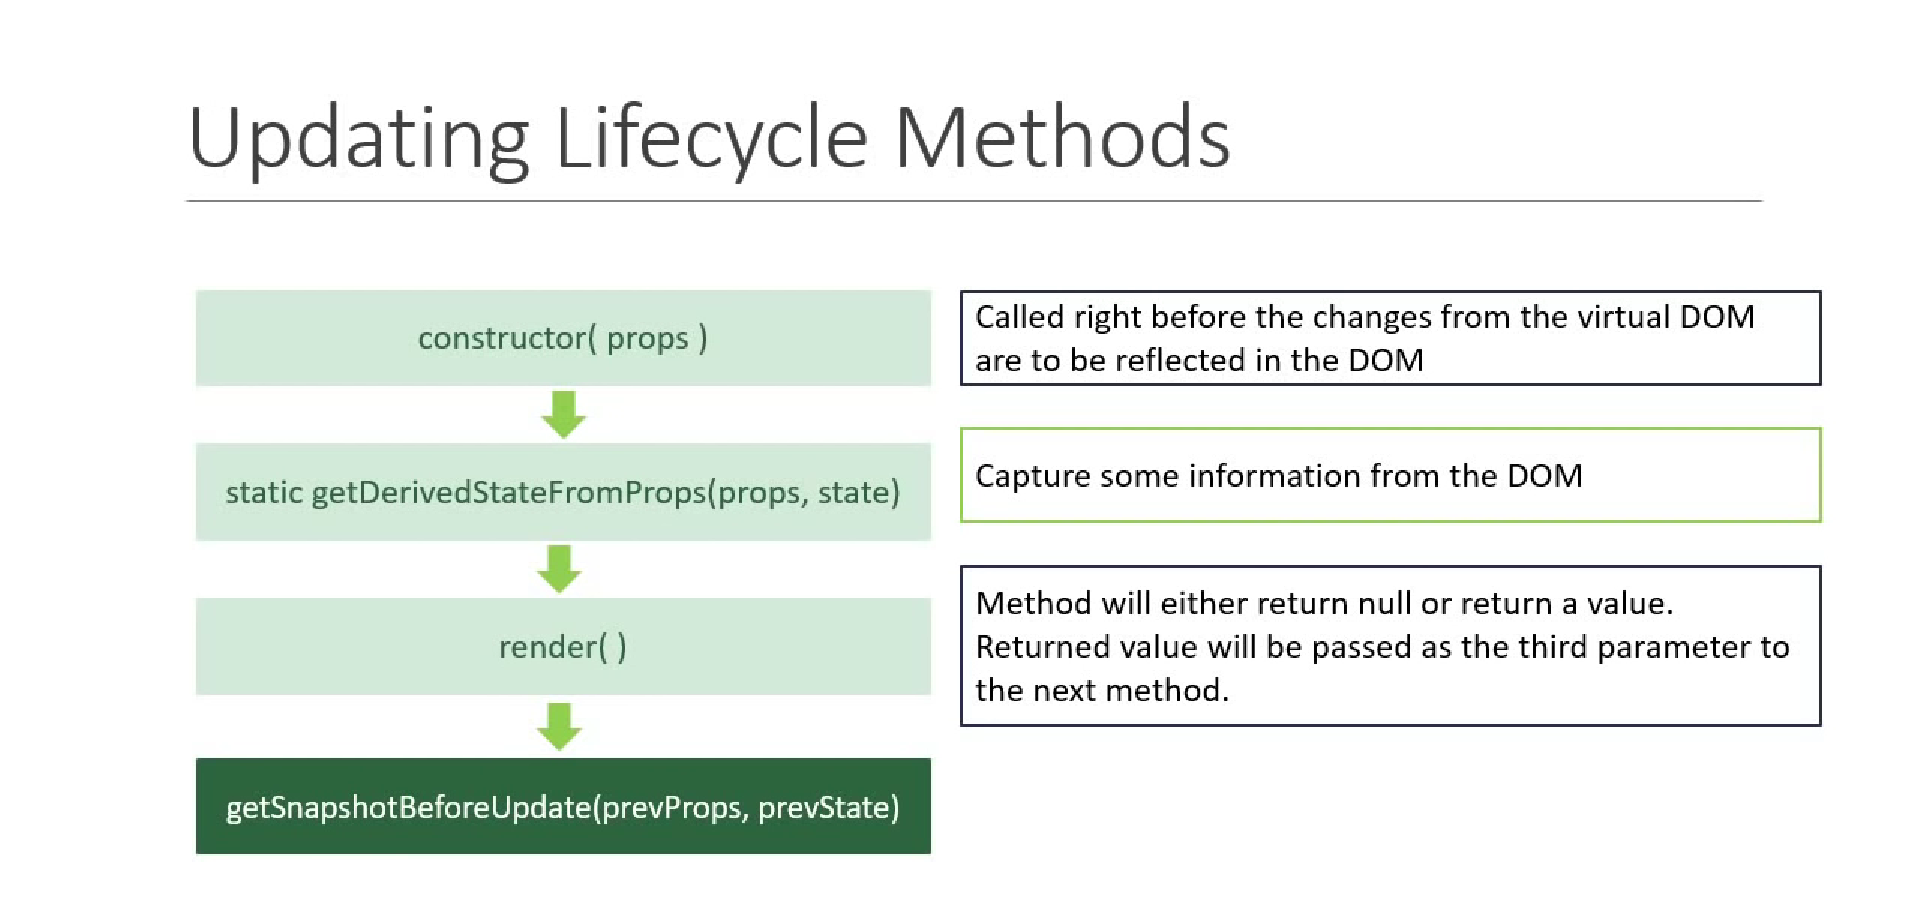 Updating Lifecycle Methods
constructor( props )
static getDerivedStateFromProps(props, state)
render( )
getSnapshotBeforeUpdate(prevProps, prevState)
Called right before the changes from the virtual DOM
are to be reflected in the DOM
Capture some information from the DOM
Method will either return null or return a value.
Returned value will be passed as the third parameter to
the next method.